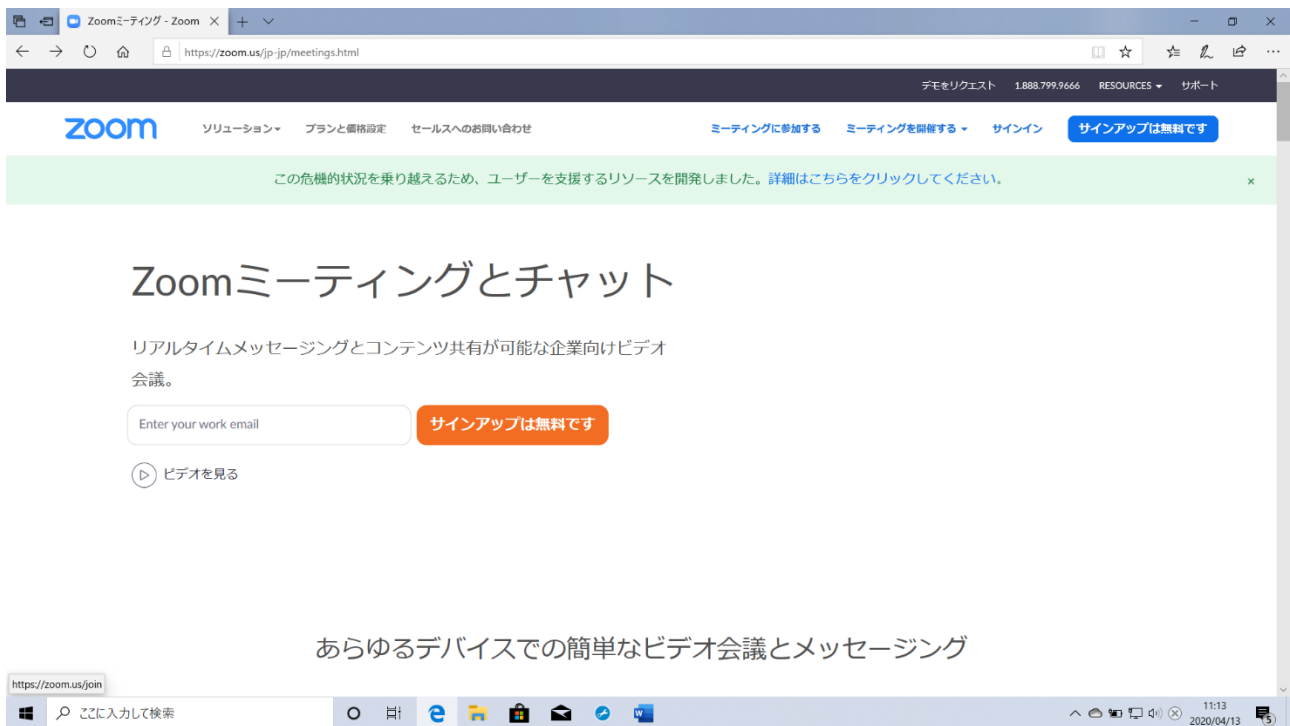 Zoomミーティング - Zoom
https://zoom.us/jp-jp/meetings.html
デモをリクエスト 1.888.799.9666 RESOURCES サポート
zoom ソリューション プランと価格設定 セールスへのお問い合わせ ミーティングに参加する ミーティングを開催する サインイン サインアップは無料です
この危機的状況を乗り越えるため、ユーザーを支援するリソースを開発しました。詳細はこちらをクリックしてください。
Zoomミーティングとチャット
リアルタイムメッセージングとコンテンツ共有が可能な企業向けビデオ
会議。
Enter your work email サインアップは無料です
ビデオを見る
あらゆるデバイスでの簡単なビデオ会議とメッセージング
https://zoom.us/join
ここに入力して検索
11:13
2020/04/13
5